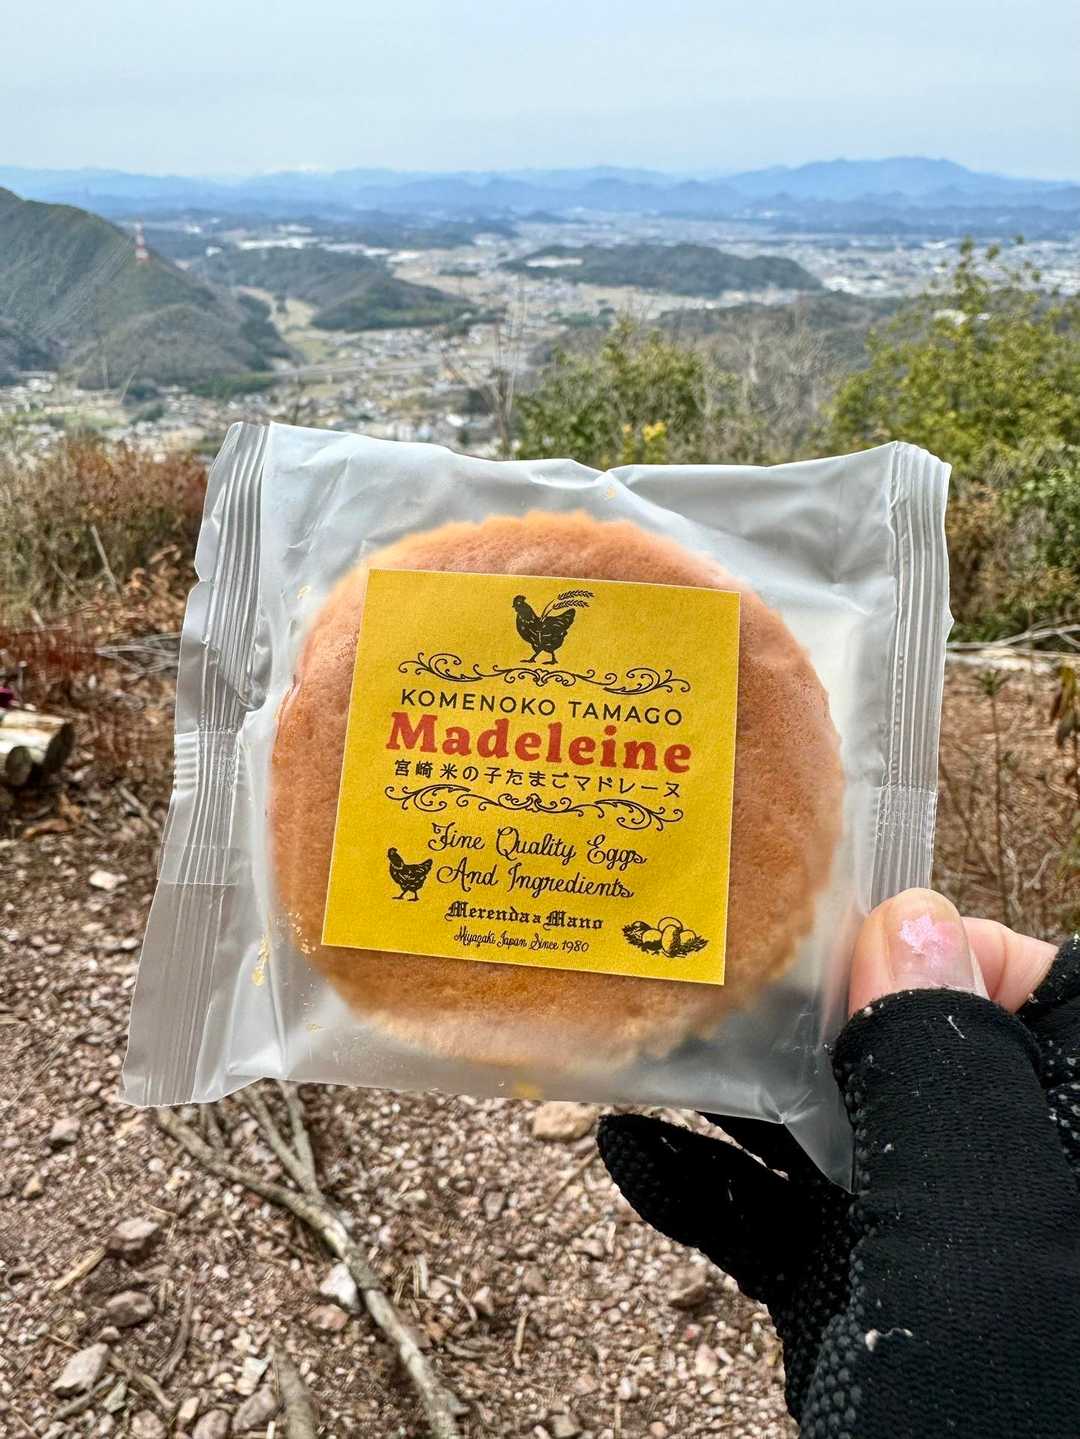 KOMENOKO TAMAGO
Madeleine
宮崎 米の子たまごマドレーヌ
Fine Quality Eggs
And Ingredients
Merenda a Mano
Miyazaki Japan Since 1980